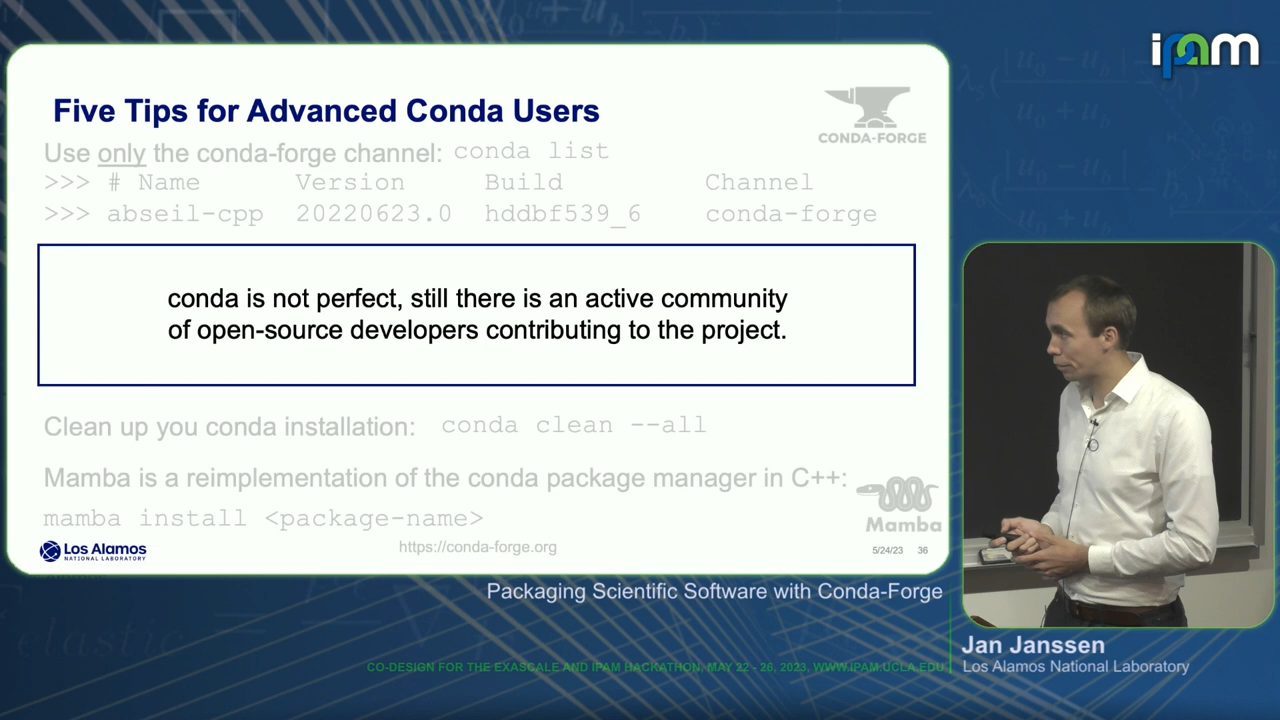 ipam
Five Tips for Advanced Conda Users
CONDA-FORGE
Use only the conda-forge channel: conda list
>>> # Name Version Build Channel
>>> abseil-cpp 20220623.0 hddbf539_6 conda-forge
conda is not perfect, still there is an active community
of open-source developers contributing to the project.
Clean up you conda installation: conda clean --all
Mamba is a reimplementation of the conda package manager in C++:
mamba install <package-name>
Mamba
Los Alamos
NATIONAL LABORATORY
https://conda-forge.org
5/24/23 36
Packaging Scientific Software with Conda-Forge
Jan Janssen
Los Alamos National Laboratory
CO-DESIGN FOR THE EXASCALE AND IPAM HACKATHON, MAY 22 - 26, 2023, WWW.IPAM.UCLA.EDU
elastic